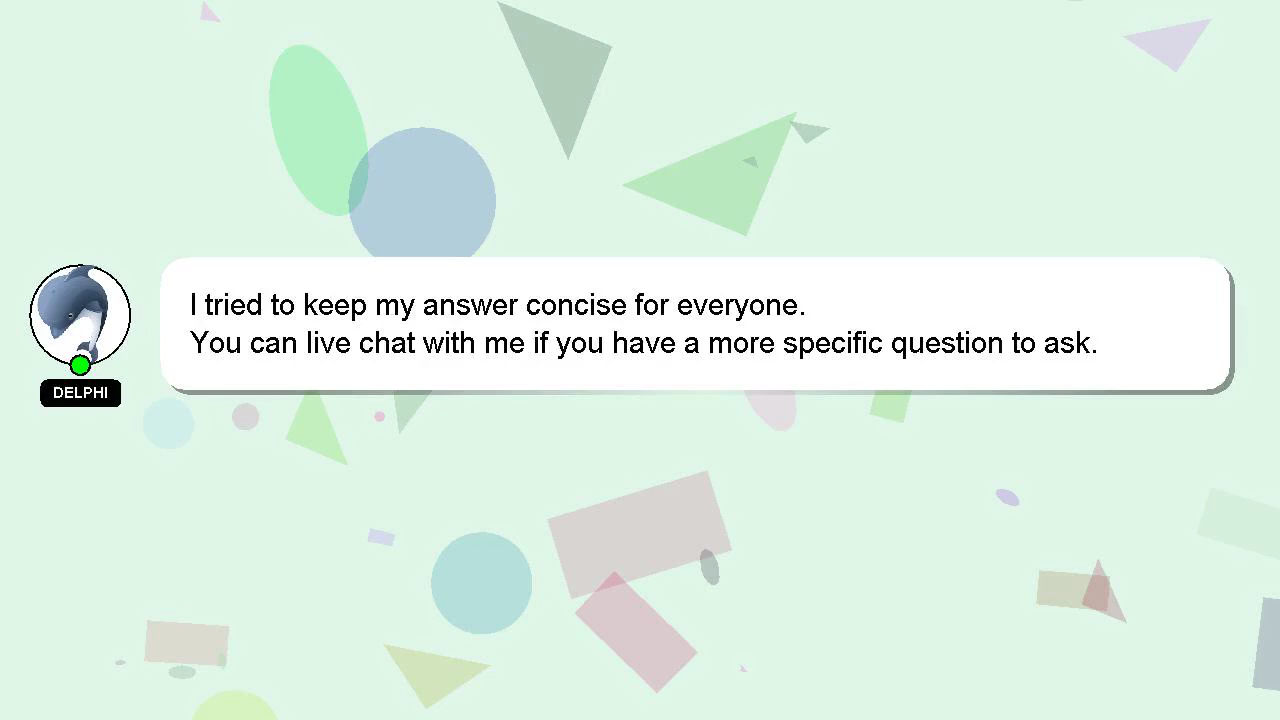 I tried to keep my answer concise for everyone.
You can live chat with me if you have a more specific question to ask.
DELPHI